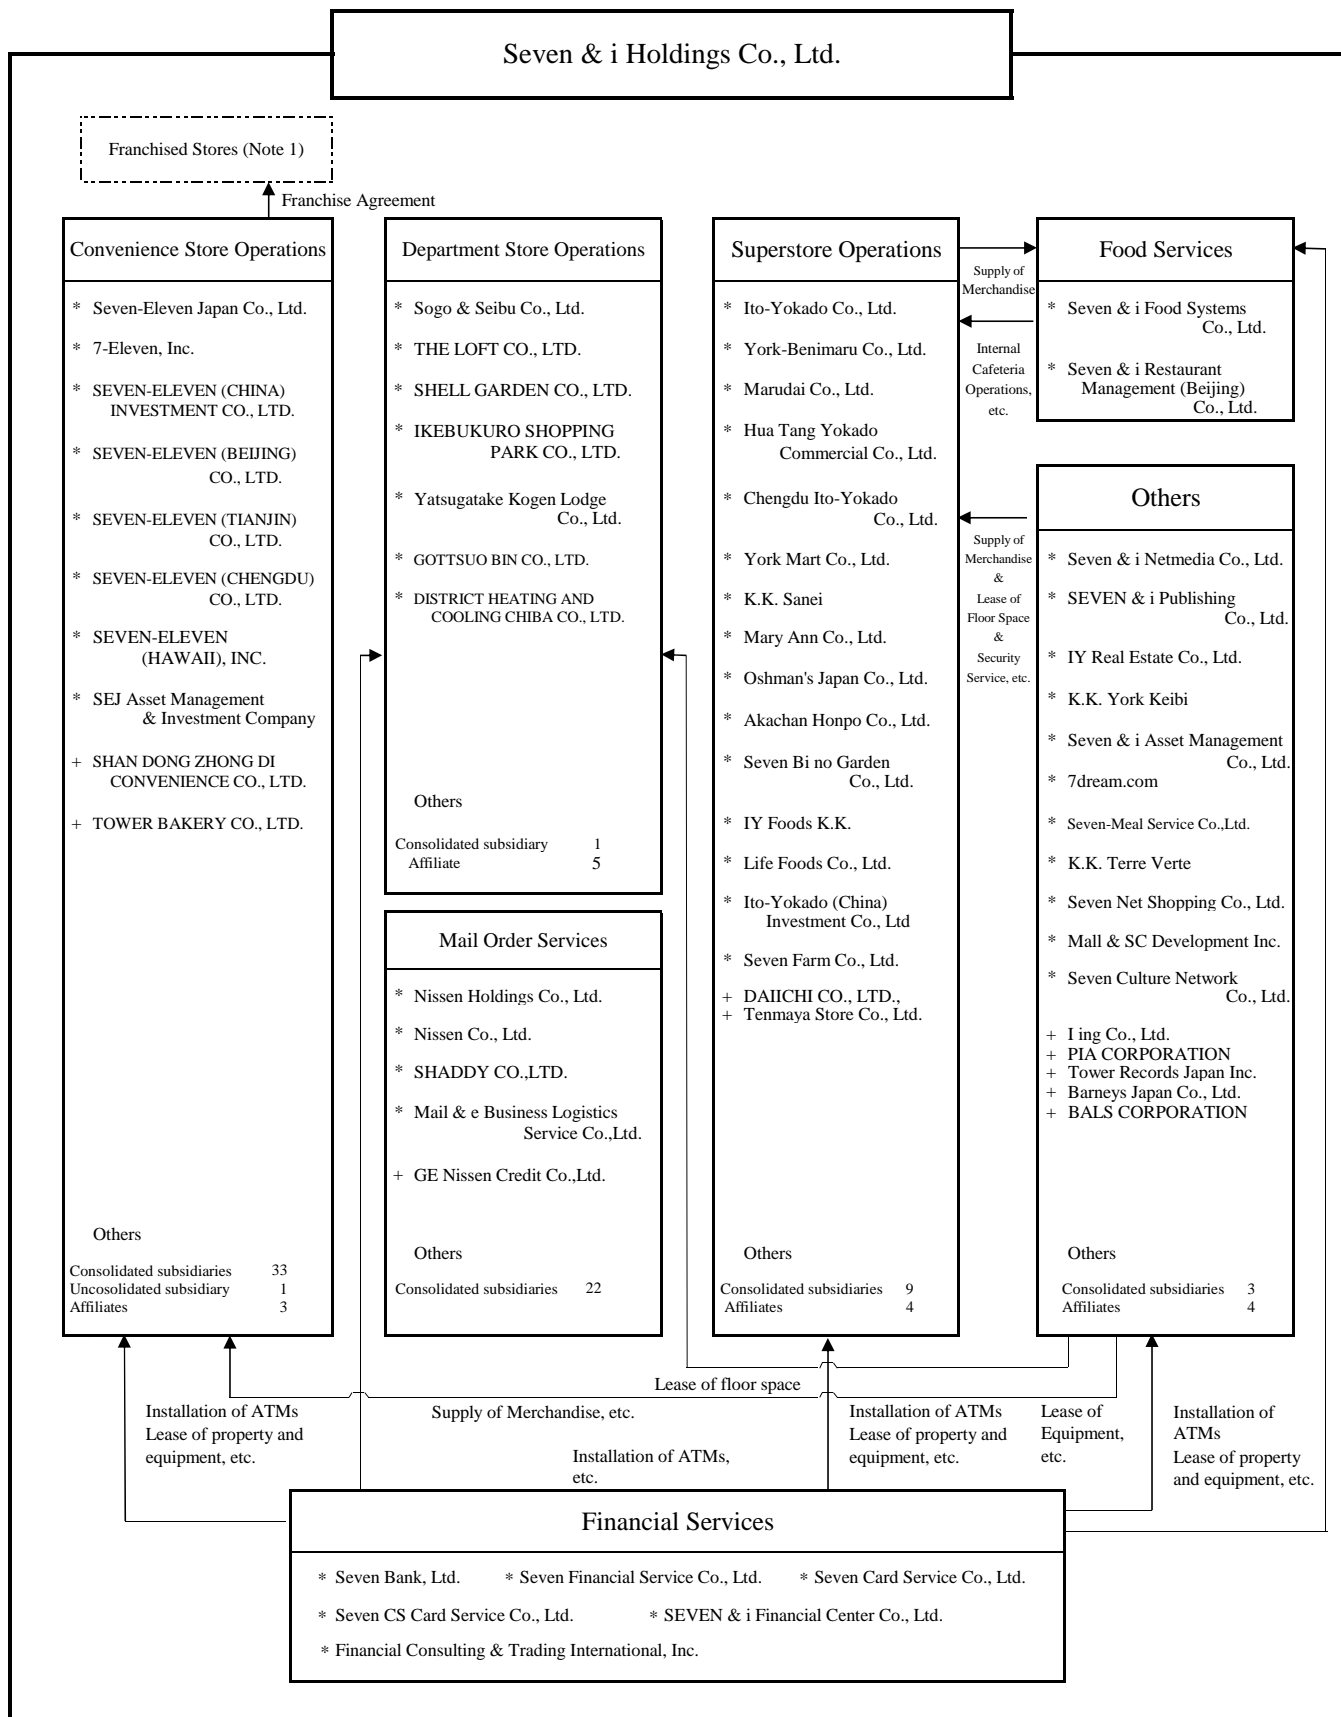 Seven & i Holdings Co., Ltd.
Franchised Stores (Note 1)
Franchise Agreement
Convenience Store Operations
* Seven-Eleven Japan Co., Ltd.
* 7-Eleven, Inc.
* SEVEN-ELEVEN (CHINA)
INVESTMENT CO., LTD.
* SEVEN-ELEVEN (BEIJING)
CO., LTD.
* SEVEN-ELEVEN (TIANJIN)
CO., LTD.
* SEVEN-ELEVEN (CHENGDU)
CO., LTD.
* SEVEN-ELEVEN
(HAWAII), INC.
* SEJ Asset Management
& Investment Company
+ SHAN DONG ZHONG DI
CONVENIENCE CO., LTD.
+ TOWER BAKERY CO., LTD.
Others
Consolidated subsidiaries 33
Uncosolidated subsidiary 1
Affiliates 3
Department Store Operations
* Sogo & Seibu Co., Ltd.
* THE LOFT CO., LTD.
* SHELL GARDEN CO., LTD.
* IKEBUKURO SHOPPING
PARK CO., LTD.
* Yatsugatake Kogen Lodge
Co., Ltd.
* GOTTSUO BIN CO., LTD.
* DISTRICT HEATING AND
COOLING CHIBA CO., LTD.
Others
Consolidated subsidiary 1
Affiliate 5
Mail Order Services
* Nissen Holdings Co., Ltd.
* Nissen Co., Ltd.
* SHADDY CO.,LTD.
* Mail & e Business Logistics
Service Co.,Ltd.
+ GE Nissen Credit Co.,Ltd.
Others
Consolidated subsidiaries 22
Superstore Operations
* Ito-Yokado Co., Ltd.
* York-Benimaru Co., Ltd.
* Marudai Co., Ltd.
* Hua Tang Yokado
Commercial Co., Ltd.
* Chengdu Ito-Yokado
Co., Ltd.
* York Mart Co., Ltd.
* K.K. Sanei
* Mary Ann Co., Ltd.
* Oshman's Japan Co., Ltd.
* Akachan Honpo Co., Ltd.
* Seven Bi no Garden
Co., Ltd.
* IY Foods K.K.
* Life Foods Co., Ltd.
* Ito-Yokado (China)
Investment Co., Ltd
* Seven Farm Co., Ltd.
+ DAIICHI CO., LTD.,
+ Tenmaya Store Co., Ltd.
Others
Consolidated subsidiaries 9
Affiliates 4
Supply of
Merchandise
Internal
Cafeteria
Operations,
etc.
Supply of
Merchandise
&
Lease of
Floor Space
&
Security
Service, etc.
Food Services
* Seven & i Food Systems
Co., Ltd.
* Seven & i Restaurant
Management (Beijing)
Co., Ltd.
Others
* Seven & i Netmedia Co., Ltd.
* SEVEN & i Publishing
Co., Ltd.
* IY Real Estate Co., Ltd.
* K.K. York Keibi
* Seven & i Asset Management
Co., Ltd.
* 7dream.com
* Seven-Meal Service Co.,Ltd.
* K.K. Terre Verte
* Seven Net Shopping Co., Ltd.
* Mall & SC Development Inc.
* Seven Culture Network
Co., Ltd.
+ I ing Co., Ltd.
+ PIA CORPORATION
+ Tower Records Japan Inc.
+ Barneys Japan Co., Ltd.
+ BALS CORPORATION
Others
Consolidated subsidiaries 3
Affiliates 4
Lease of floor space
Supply of Merchandise, etc.
Installation of ATMs
Lease of property and
equipment, etc.
Installation of ATMs,
etc.
Installation of ATMs
Lease of property and
equipment, etc.
Lease of
Equipment,
etc.
Installation of
ATMs
Lease of property
and equipment, etc.
Financial Services
* Seven Bank, Ltd. * Seven Financial Service Co., Ltd. * Seven Card Service Co., Ltd.
* Seven CS Card Service Co., Ltd. * SEVEN & i Financial Center Co., Ltd.
* Financial Consulting & Trading International, Inc.